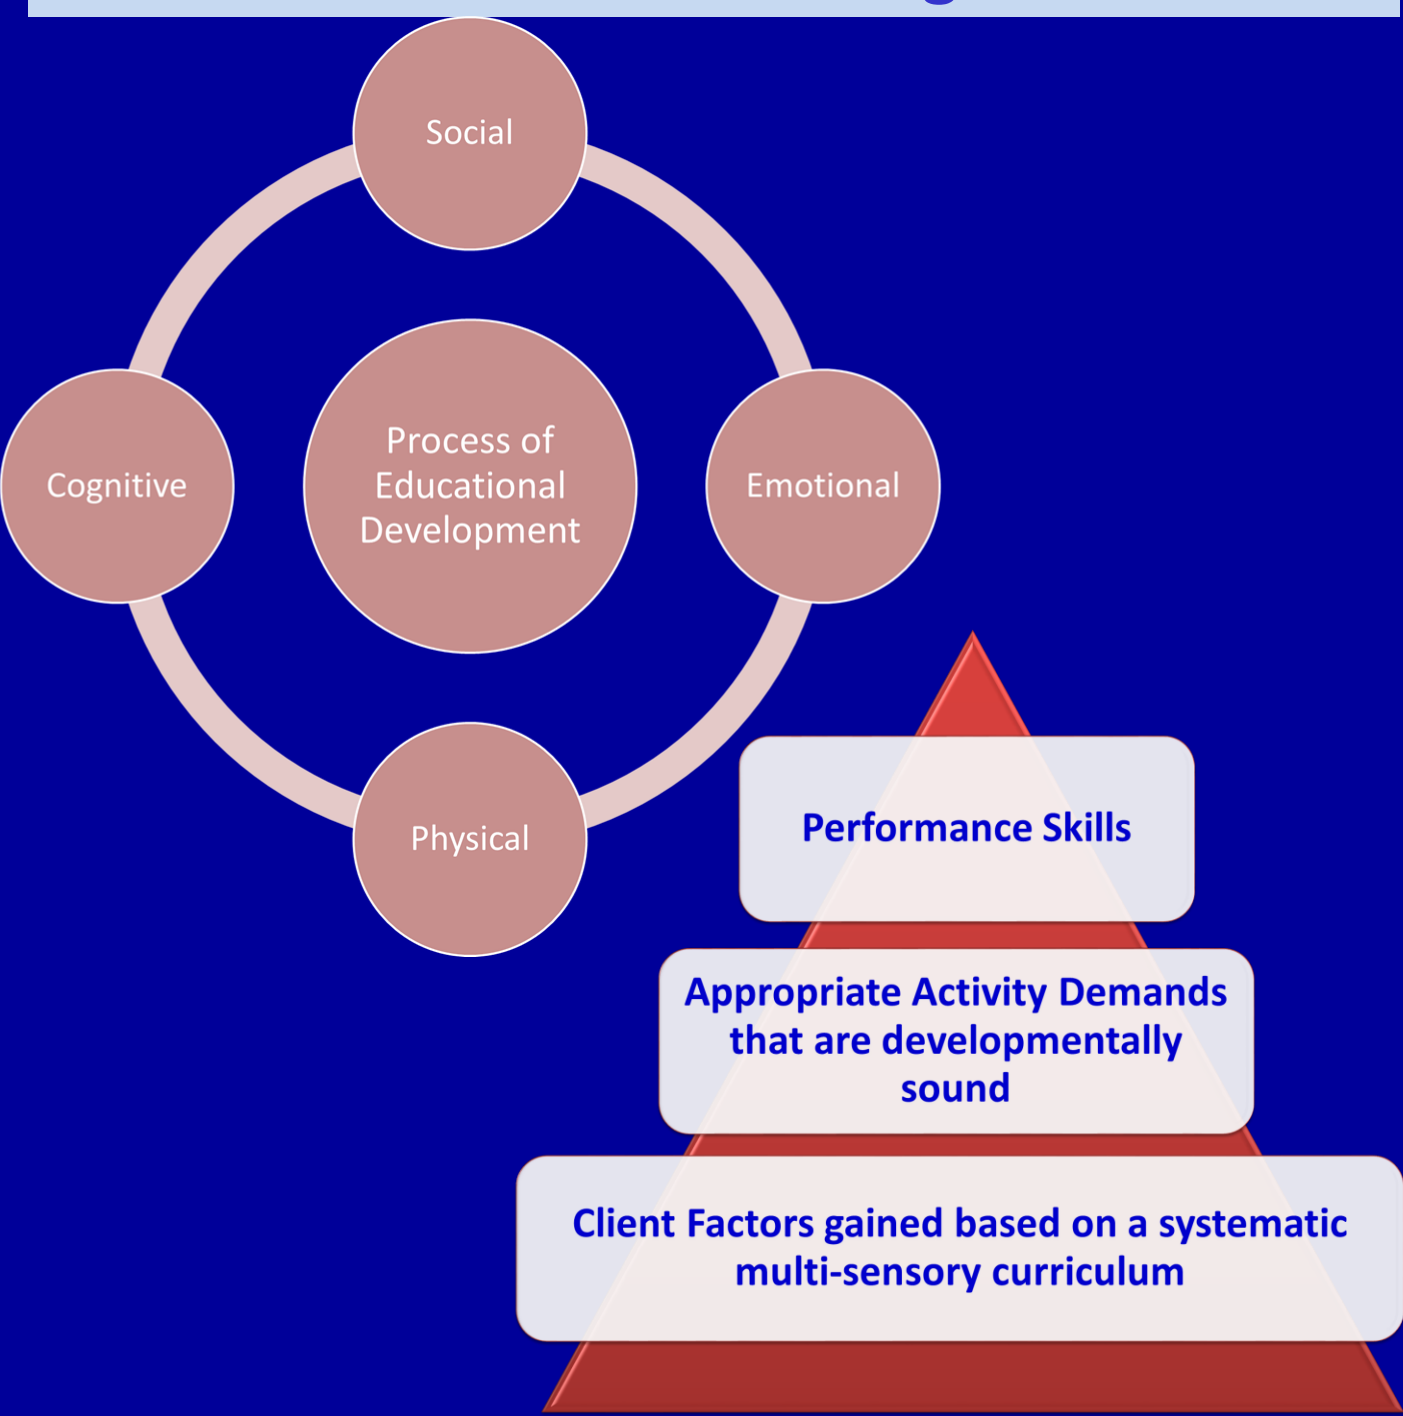 Social
Process of
Educational
Development
Cognitive
Emotional
Physical
Performance Skills
Appropriate Activity Demands
that are developmentally
sound
Client Factors gained based on a systematic
multi-sensory curriculum